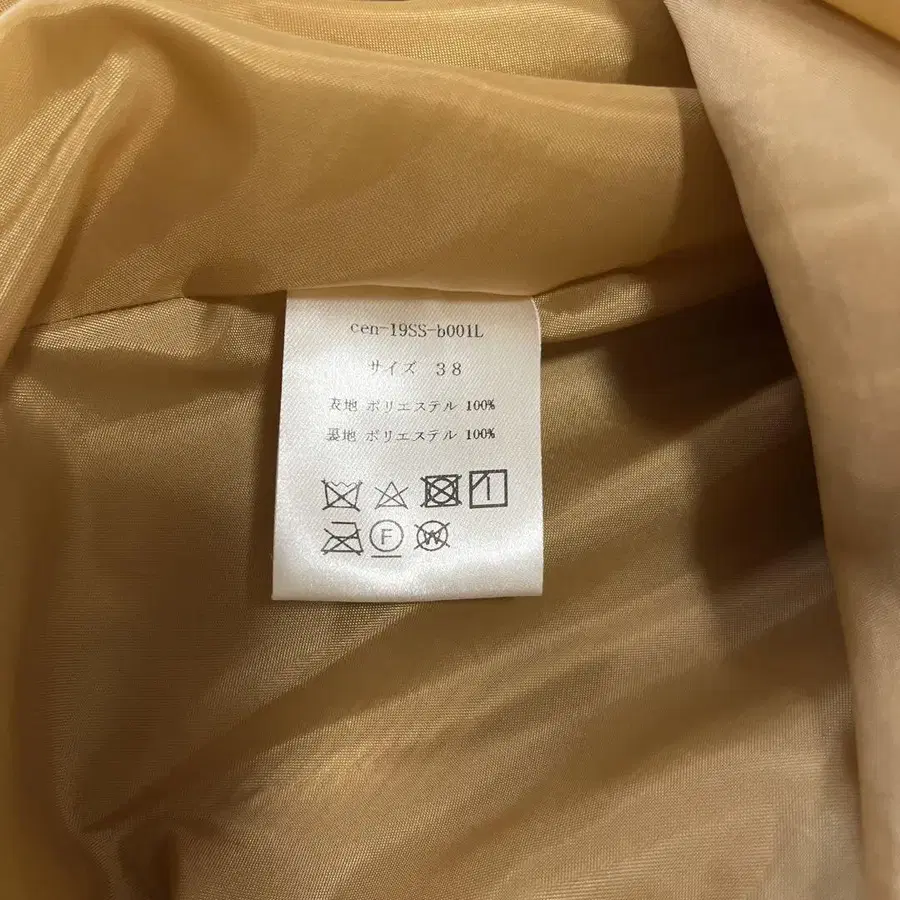 cen-19SS-b001L
サイズ 38
表地 ポリエステル 100%
裏地 ポリエステル 100%
F W